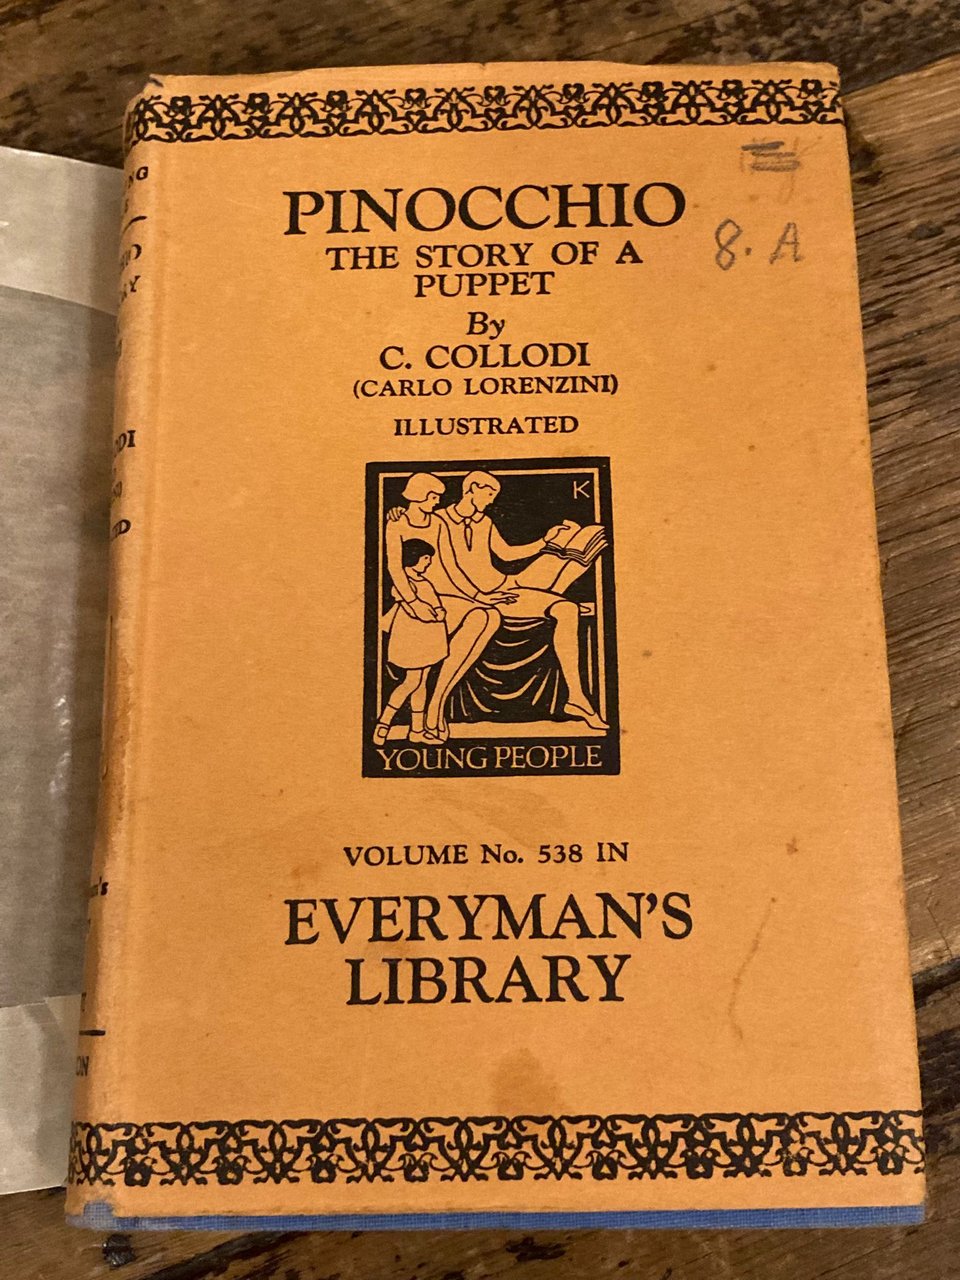 PINOCCHIO
THE STORY OF A
PUPPET
By
C. COLLODI
(CARLO LORENZINI)
ILLUSTRATED
8. A
K
YOUNG PEOPLE
VOLUME No. 538 IN
EVERYMAN'S
LIBRARY